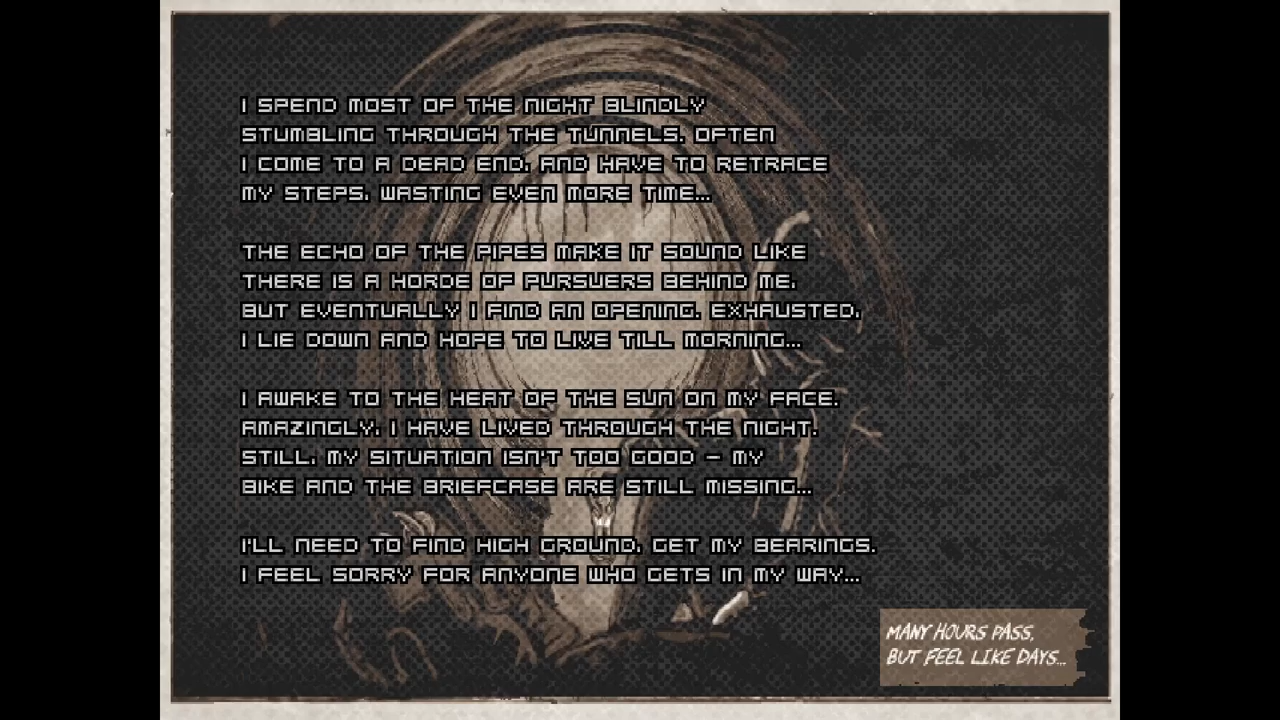 I SPEND MOST OF THE NIGHT BLINDLY
STUMBLING THROUGH THE TUNNELS. OFTEN
I COME TO A DEAD END, AND HAVE TO RETRACE
MY STEPS, WASTING EVEN MORE TIME...
THE ECHO OF THE PIPES MAKE IT SOUND LIKE
THERE IS A HORDE OF PURSUERS BEHIND ME.
BUT EVENTUALLY I FIND AN OPENING. EXHAUSTED,
I LIE DOWN AND HOPE TO LIVE TILL MORNING...
I AWAKE TO THE HEAT OF THE SUN ON MY FACE.
AMAZINGLY, I HAVE LIVED THROUGH THE NIGHT.
STILL, MY SITUATION ISN'T TOO GOOD - MY
BIKE AND THE BRIEFCASE ARE STILL MISSING...
I'LL NEED TO FIND HIGH GROUND, GET MY BEARINGS.
I FEEL SORRY FOR ANYONE WHO GETS IN MY WAY...
MANY HOURS PASS,
BUT FEEL LIKE DAYS...